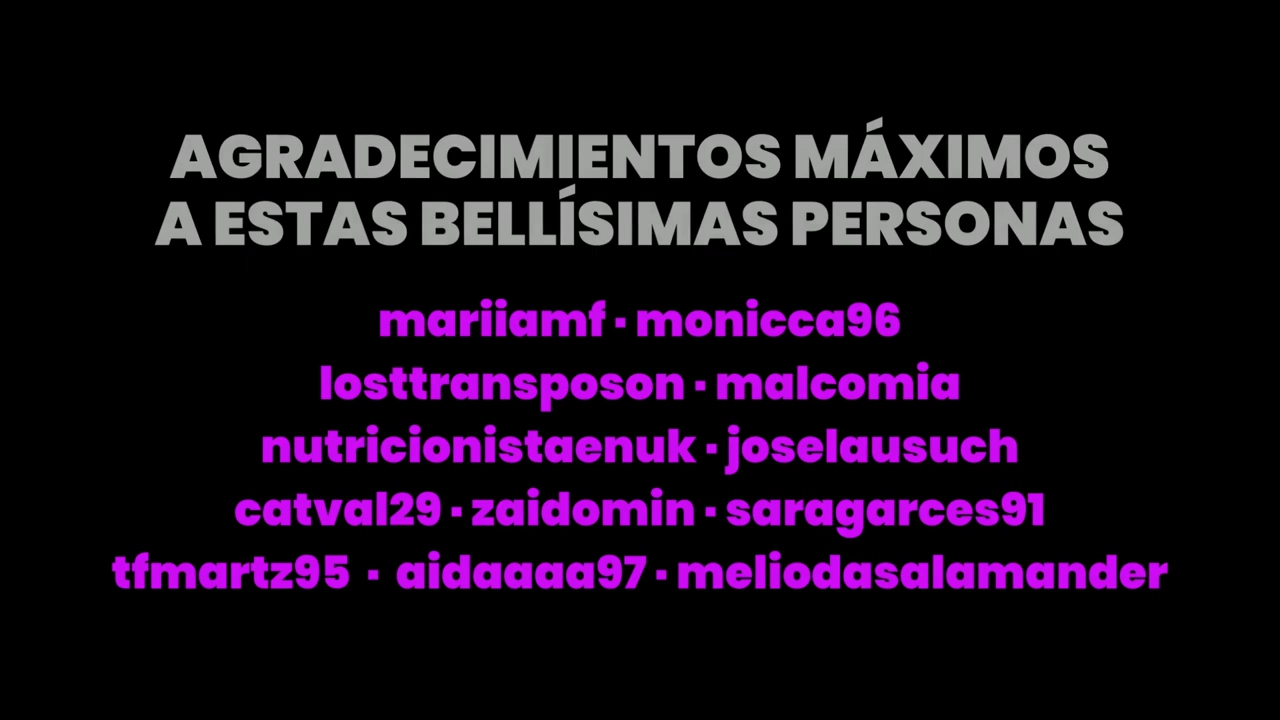 AGRADECIMIENTOS MÁXIMOS
A ESTAS BELLÍSIMAS PERSONAS
mariiamf · monicca96
losttransposon · malcomia
nutricionistaenuk · joselausuch
catval29 · zaidomin · saragarces91
tfmartz95 · aidaaaa97 · meliodasalamander